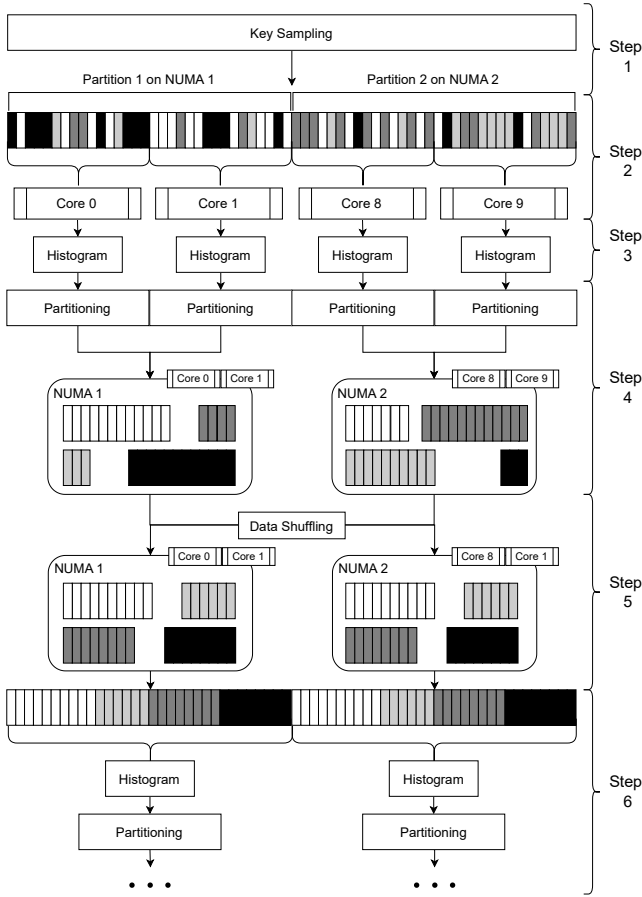 Key Sampling
Step
1
Partition 1 on NUMA 1
Partition 2 on NUMA 2
Step
2
Core 0
Core 1
Core 8
Core 9
Histogram
Histogram
Histogram
Histogram
Step
3
Partitioning
Partitioning
Partitioning
Partitioning
Core 0
Core 1
NUMA 1
Core 8
Core 9
NUMA 2
Step
4
Data Shuffling
Core 0
Core 1
NUMA 1
Core 8
Core 1
NUMA 2
Step
5
Histogram
Histogram
Step
6
Partitioning
Partitioning
• • •
• • •